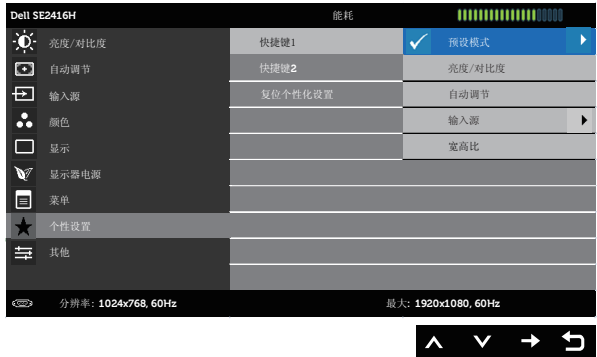 Dell SE2416H
能耗
亮度/对比度
自动调节
输入源
颜色
显示
显示器电源
菜单
个性设置
其他
快捷键1
快捷键2
复位个性化设置
预设模式
亮度/对比度
自动调节
输入源
宽高比
分辨率: 1024x768, 60Hz
最大: 1920x1080, 60Hz